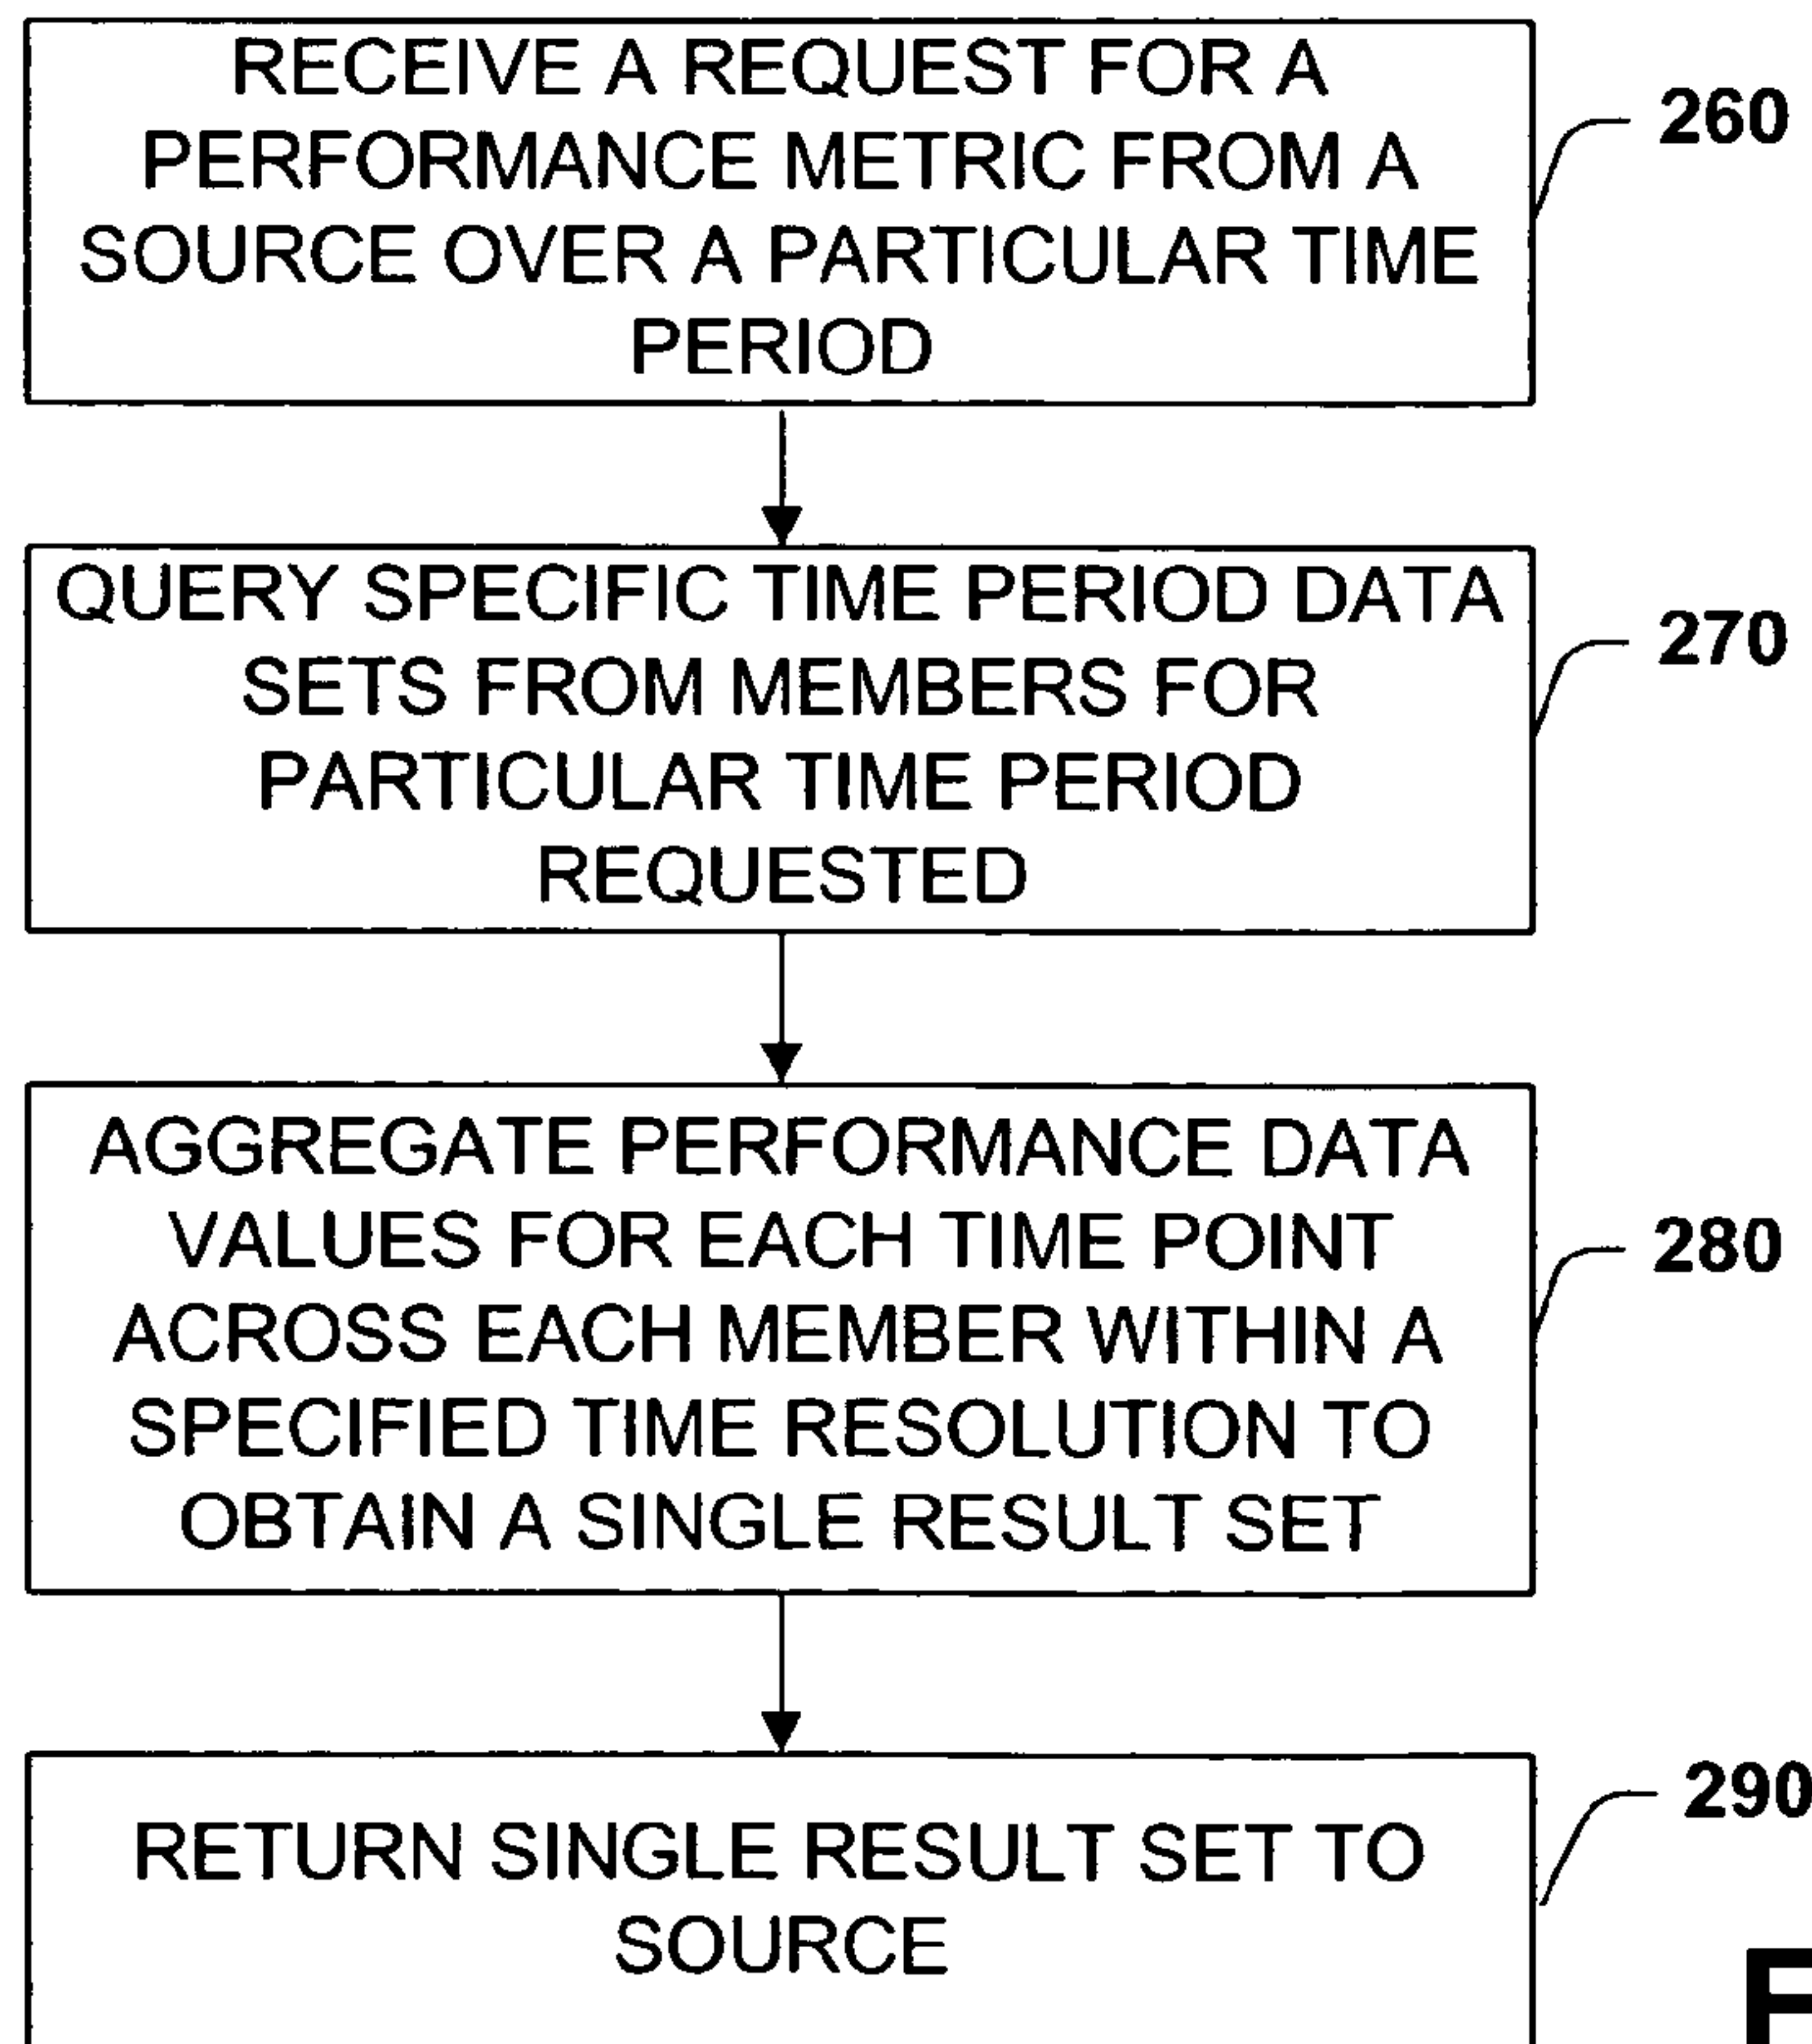 RECEIVE A REQUEST FOR A
PERFORMANCE METRIC FROM A
SOURCE OVER A PARTICULAR TIME
PERIOD
260
QUERY SPECIFIC TIME PERIOD DATA
SETS FROM MEMBERS FOR
PARTICULAR TIME PERIOD
REQUESTED
270
AGGREGATE PERFORMANCE DATA
VALUES FOR EACH TIME POINT
ACROSS EACH MEMBER WITHIN A
SPECIFIED TIME RESOLUTION TO
OBTAIN A SINGLE RESULT SET
280
RETURN SINGLE RESULT SET TO
SOURCE
290